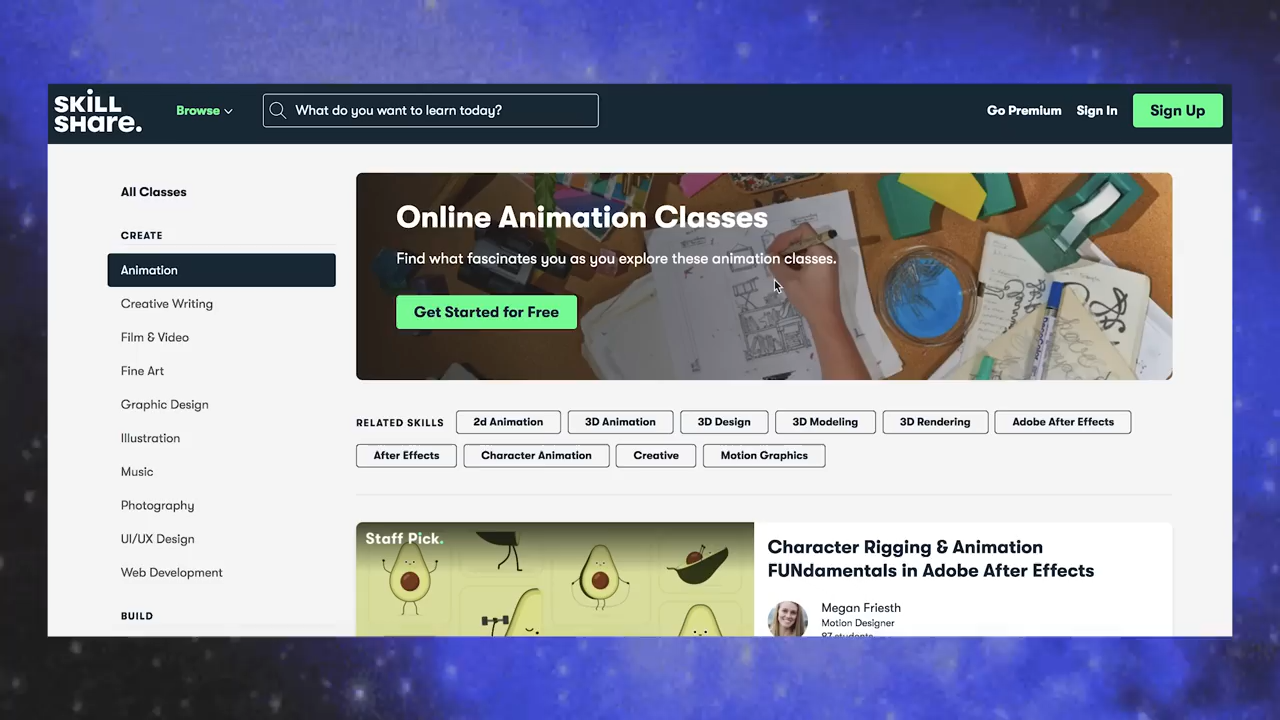 SKILL
SHARE.
Browse
What do you want to learn today?
Go Premium
Sign In
Sign Up
All Classes
CREATE
Animation
Creative Writing
Film & Video
Fine Art
Graphic Design
Illustration
Music
Photography
UI/UX Design
Web Development
BUILD
Online Animation Classes
Find what fascinates you as you explore these animation classes.
Get Started for Free
RELATED SKILLS
2d Animation
3D Animation
3D Design
3D Modeling
3D Rendering
Adobe After Effects
After Effects
Character Animation
Creative
Motion Graphics
Staff Pick.
Character Rigging & Animation
FUNdamentals in Adobe After Effects
Megan Friesth
Motion Designer
87 students